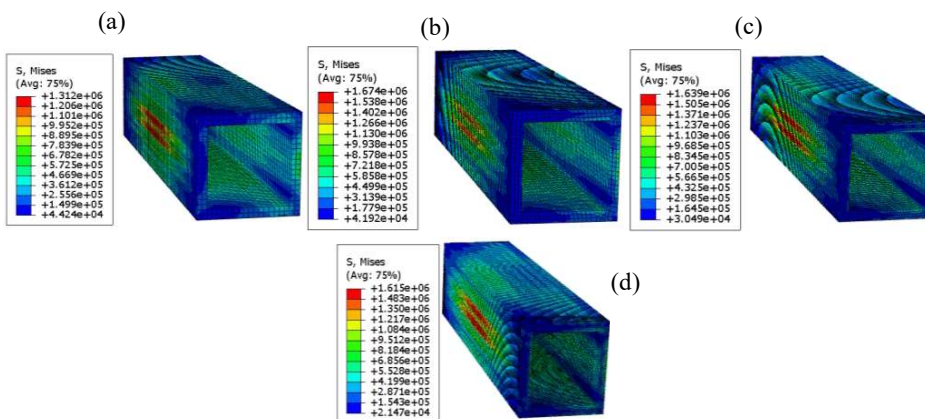 (a)
S, Mises
(Avg: 75%)
+1.312e+06
+1.206e+06
+1.101e+06
+9.952e+05
+8.895e+05
+7.839e+05
+6.782e+05
+5.725e+05
+4.669e+05
+3.612e+05
+2.556e+05
+1.499e+05
+4.424e+04
(b)
S, Mises
(Avg: 75%)
+1.674e+06
+1.538e+06
+1.402e+06
+1.266e+06
+1.130e+06
+9.938e+05
+8.578e+05
+7.218e+05
+5.858e+05
+4.499e+05
+3.139e+05
+1.779e+05
+4.192e+04
(c)
S, Mises
(Avg: 75%)
+1.639e+06
+1.505e+06
+1.371e+06
+1.237e+06
+1.103e+06
+9.685e+05
+8.345e+05
+7.005e+05
+5.665e+05
+4.325e+05
+2.985e+05
+1.645e+05
+3.049e+04
(d)
S, Mises
(Avg: 75%)
+1.615e+06
+1.483e+06
+1.350e+06
+1.217e+06
+1.084e+06
+9.512e+05
+8.184e+05
+6.856e+05
+5.528e+05
+4.199e+05
+2.871e+05
+1.543e+05
+2.147e+04